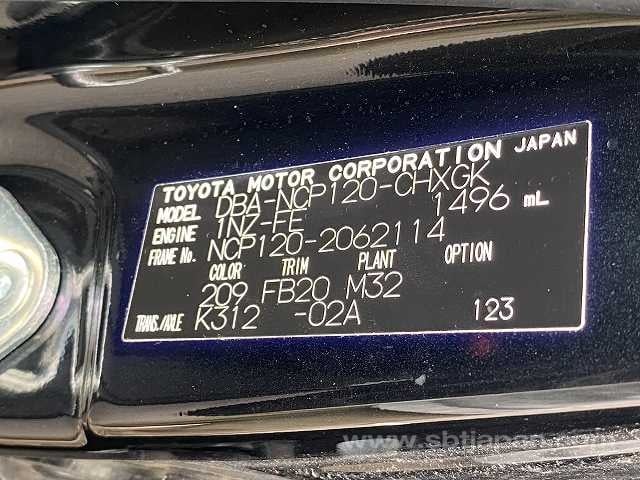 TOYOTA MOTOR CORPORATION JAPAN
MODEL DBA-NCP120-CHXGK
ENGINE 1NZ-FE 1496 mL
FRAME No. NCP120-2062114
COLOR TRIM PLANT OPTION
209 FB20 M32
TRANS./AXLE K312 -02A 123
www.sbtjapan.com